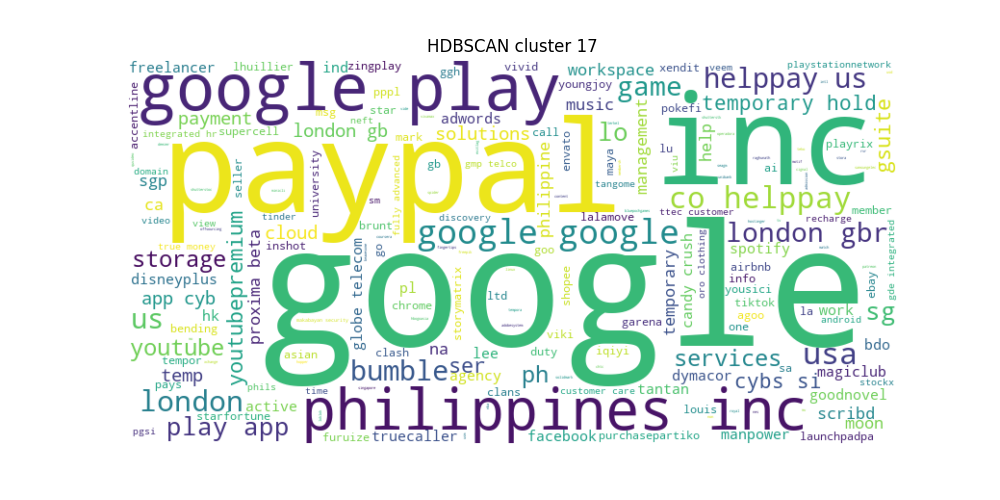 HDBSCAN cluster 17
freelancer lhuillier ind zingplay ggh vivid workspace xendit veem playstationnetwork
google play pppl youngjoy game helppay us
accentline payment msg star adwords music pokefi temporary hold
integrated hr supercell neft london gb mark solutions call envato lo management help inc playrix gsuite
paypal
domain gb gmp telco maya lu viu ai
sgp seller university fully advanced philippine tangome
ca sm tinder co helppay member
video view discovery lalamove ttec customer recharge
true money cloud brunt google google london gbr
storage inshot go goo spotify
disneyplus youtubepremium proxima beta globe telecom pl storymatrix shopee temporary candy crush oro clothing airbnb info ebay gde integrated
google
app cyb chrome ltd yousici sg
us hk tiktok la work android
bending garena agoo one
youtube asian clash na lee viki duty iqiyi services usa bdo
tempor temp bumble ser ph dymacor sa magiclub
pays phils agency tantan cybs si stockx
london active time clans customer care louis goodnovel
starfortune philippines inc scribd
play app moon
pgsi furuize truecaller facebook purchasepartiko manpower launchpadpa